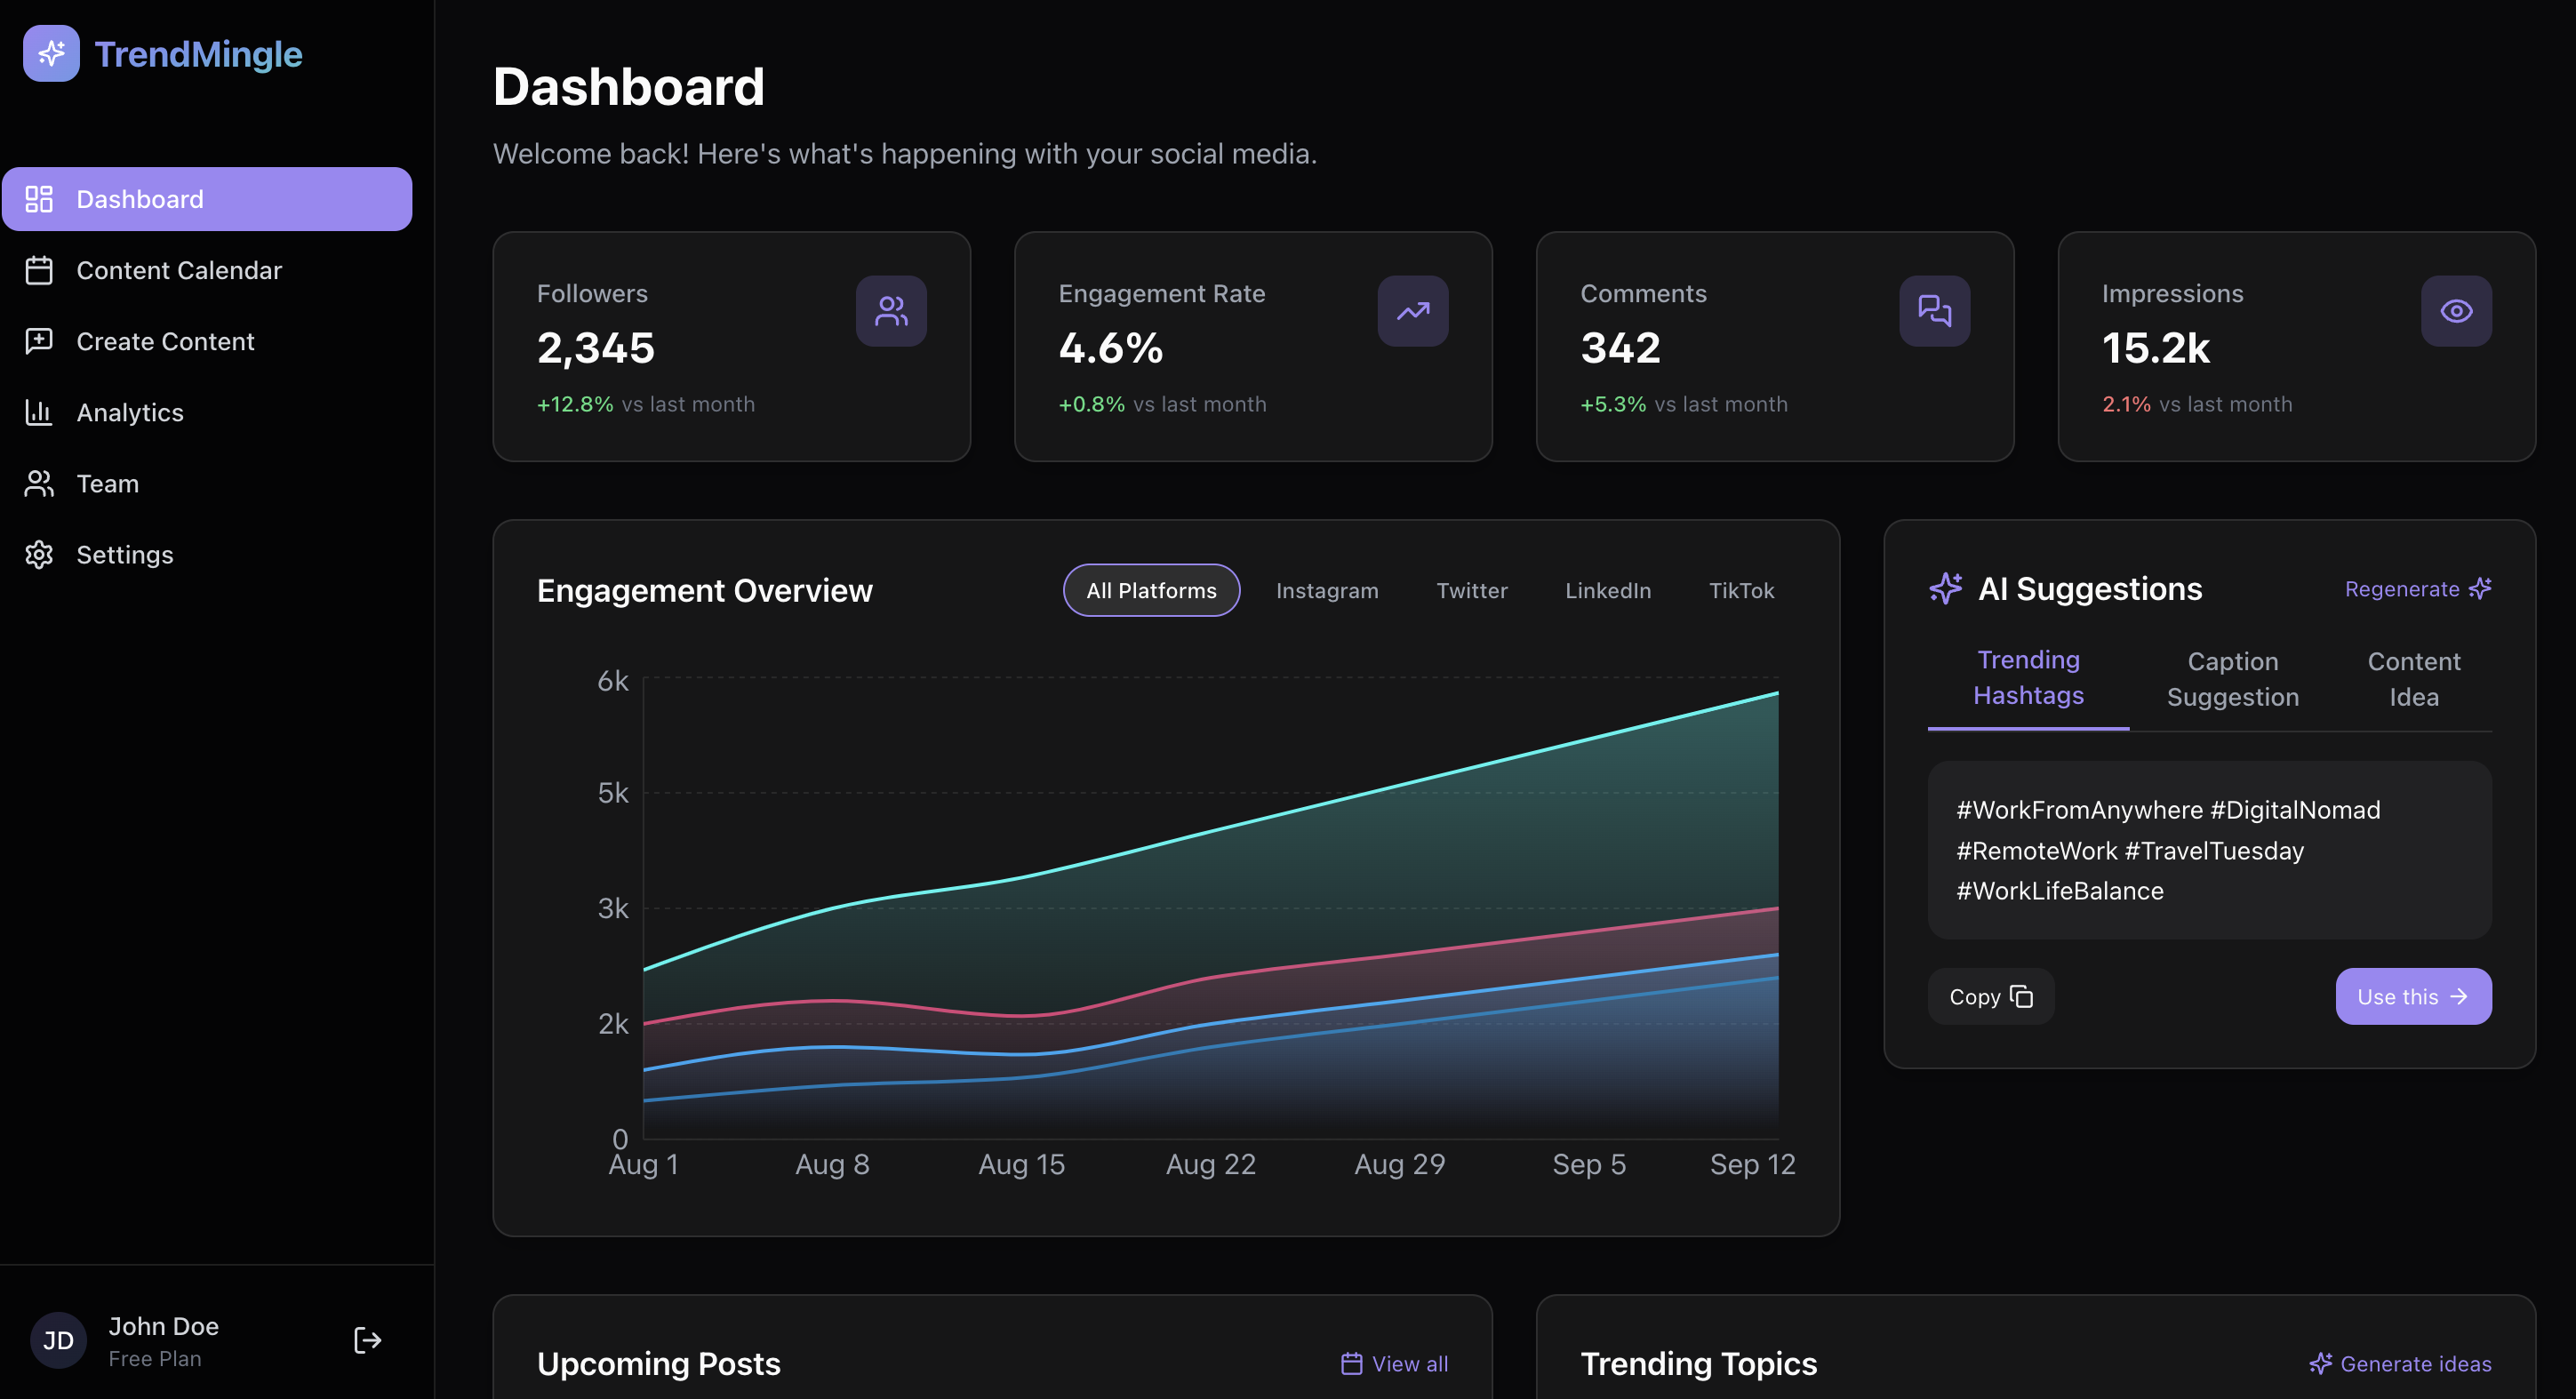 TrendMingle
Dashboard
Content Calendar
Create Content
Analytics
Team
Settings
JD
John Doe
Free Plan
Dashboard
Welcome back! Here's what's happening with your social media.
Followers
2,345
+12.8% vs last month
Engagement Rate
4.6%
+0.8% vs last month
Comments
342
+5.3% vs last month
Impressions
15.2k
2.1% vs last month
Engagement Overview
All Platforms
Instagram
Twitter
LinkedIn
TikTok
6k
5k
3k
2k
0
Aug 1
Aug 8
Aug 15
Aug 22
Aug 29
Sep 5
Sep 12
AI Suggestions
Regenerate
Trending
Hashtags
Caption
Suggestion
Content
Idea
#WorkFromAnywhere #DigitalNomad
#RemoteWork #TravelTuesday
#WorkLifeBalance
Copy
Use this
Upcoming Posts
View all
Trending Topics
Generate ideas